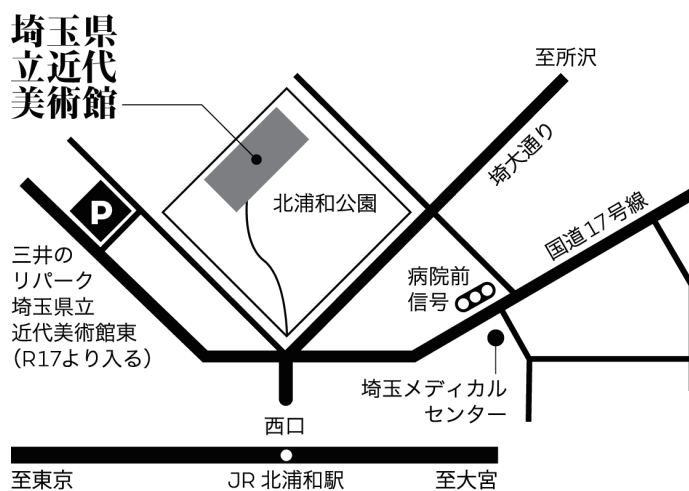 埼玉県
立近代
美術館
至所沢
埼大通り
北浦和公園
国道17号線
P
三井の
リパーク
埼玉県立
近代美術館東
（R17より入る）
病院前
信号
埼玉メディカル
センター
西口
至東京
JR 北浦和駅
至大宮